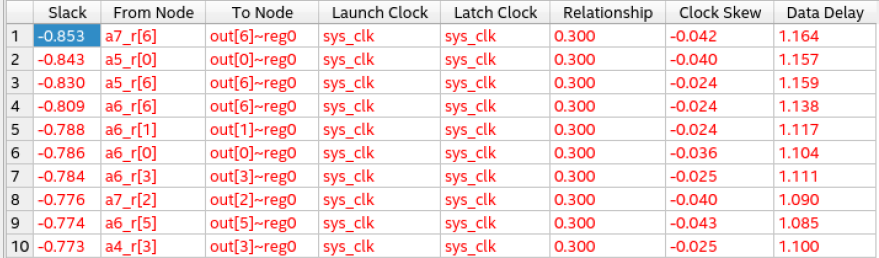 Slack From Node To Node Launch Clock Latch Clock Relationship Clock Skew Data Delay
1 -0.853 a7_r[6] out[6]~reg0 sys_clk sys_clk 0.300 -0.042 1.164
2 -0.843 a5_r[0] out[0]~reg0 sys_clk sys_clk 0.300 -0.040 1.157
3 -0.830 a5_r[6] out[6]~reg0 sys_clk sys_clk 0.300 -0.024 1.159
4 -0.809 a6_r[6] out[6]~reg0 sys_clk sys_clk 0.300 -0.024 1.138
5 -0.788 a6_r[1] out[1]~reg0 sys_clk sys_clk 0.300 -0.024 1.117
6 -0.786 a6_r[0] out[0]~reg0 sys_clk sys_clk 0.300 -0.036 1.104
7 -0.784 a6_r[3] out[3]~reg0 sys_clk sys_clk 0.300 -0.025 1.111
8 -0.776 a7_r[2] out[2]~reg0 sys_clk sys_clk 0.300 -0.040 1.090
9 -0.774 a6_r[5] out[5]~reg0 sys_clk sys_clk 0.300 -0.043 1.085
10 -0.773 a4_r[3] out[3]~reg0 sys_clk sys_clk 0.300 -0.025 1.100